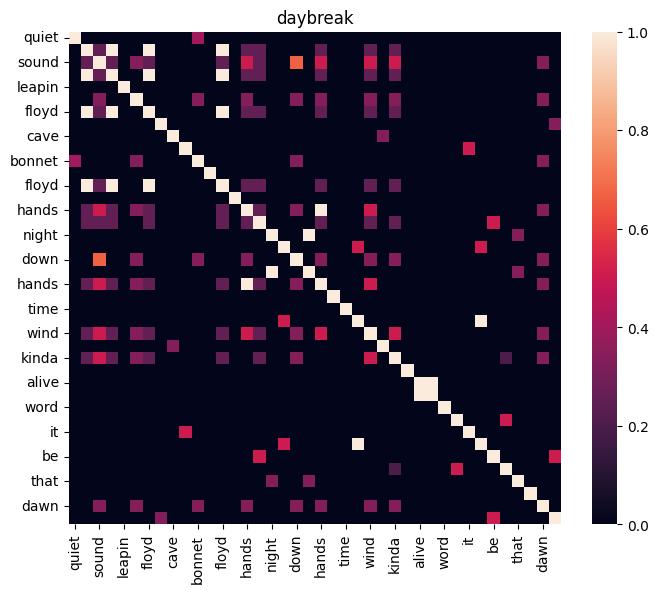 daybreak
quiet
sound
leapin
floyd
cave
bonnet
floyd
hands
night
down
hands
time
wind
kinda
alive
word
it
be
that
dawn
1.0
0.8
0.6
0.4
0.2
0.0
quiet
sound
leapin
floyd
cave
bonnet
floyd
hands
night
down
hands
time
wind
kinda
alive
word
it
be
that
dawn